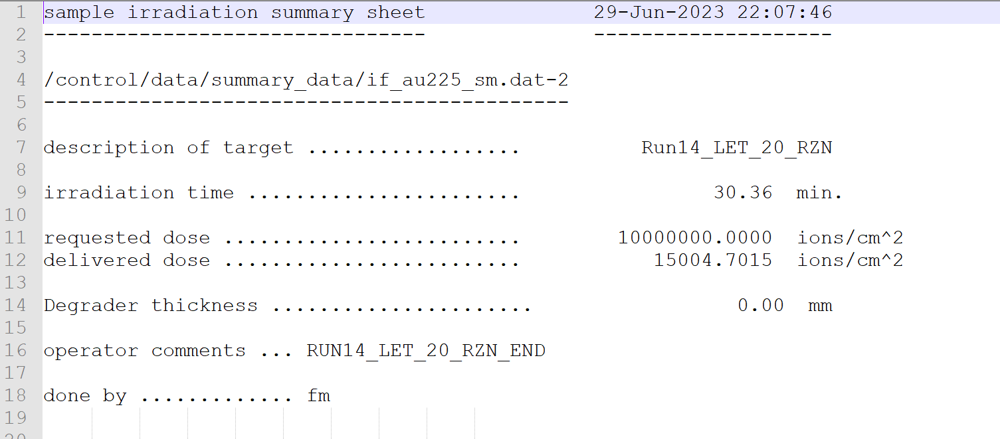 1 sample irradiation summary sheet 29-Jun-2023 22:07:46
2 -------------------------------- --------------------
3
4 /control/data/summary_data/if_au225_sm.dat-2
5 --------------------------------------------
6
7 description of target .................. Run14_LET_20_RZN
8
9 irradiation time ....................... 30.36 min.
10
11 requested dose ......................... 10000000.0000 ions/cm^2
12 delivered dose ......................... 15004.7015 ions/cm^2
13
14 Degrader thickness ...................... 0.00 mm
15
16 operator comments ... RUN14_LET_20_RZN_END
17
18 done by ............. fm
19
20